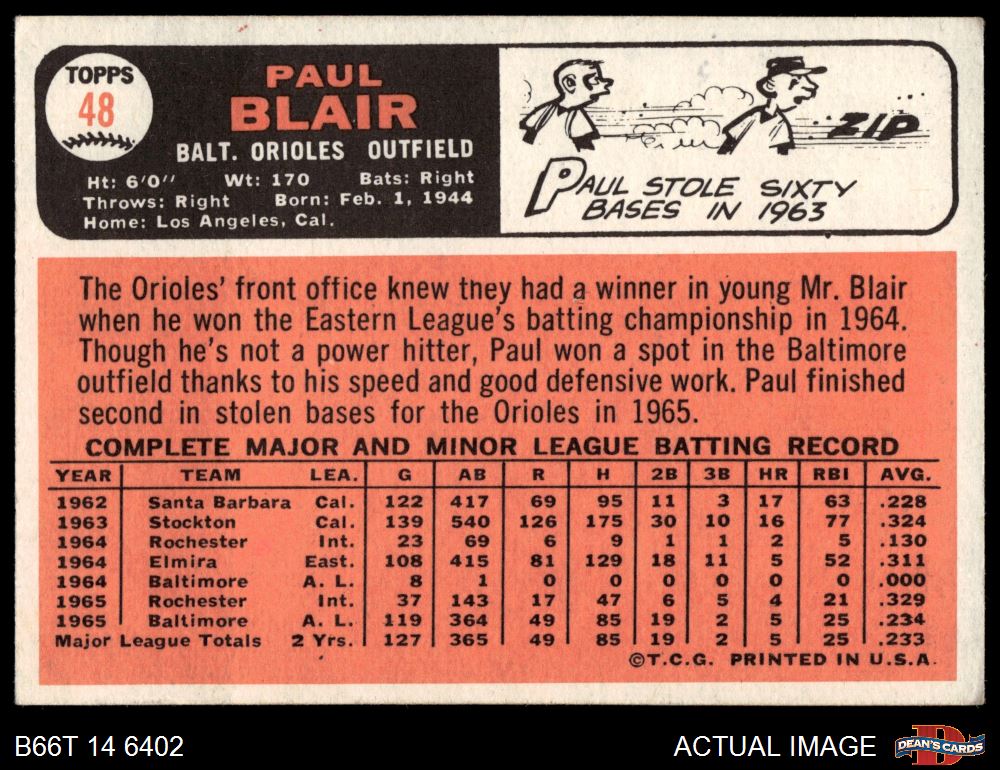 TOPPS
48
PAUL
BLAIR
BALT. ORIOLES OUTFIELD
Ht: 6'0" Wt: 170 Bats: Right
Throws: Right Born: Feb. 1, 1944
Home: Los Angeles, Cal.
ZIP
PAUL STOLE SIXTY
BASES IN 1963
The Orioles' front office knew they had a winner in young Mr. Blair
when he won the Eastern League's batting championship in 1964.
Though he's not a power hitter, Paul won a spot in the Baltimore
outfield thanks to his speed and good defensive work. Paul finished
second in stolen bases for the Orioles in 1965.
COMPLETE MAJOR AND MINOR LEAGUE BATTING RECORD
YEAR TEAM LEA. G AB R H 2B 3B HR RBI AVG.
1962 Santa Barbara Cal. 122 417 69 95 11 3 17 63 .228
1963 Stockton Cal. 139 540 126 175 30 10 16 77 .324
1964 Rochester Int. 23 69 6 9 1 1 2 5 .130
1964 Elmira East. 108 415 81 129 18 11 5 52 .311
1964 Baltimore A. L. 8 1 0 0 0 0 0 0 .000
1965 Rochester Int. 37 143 17 47 6 5 4 21 .329
1965 Baltimore A. L. 119 364 49 85 19 2 5 25 .234
Major League Totals 2 Yrs. 127 365 49 85 19 2 5 25 .233
©T.C.G. PRINTED IN U.S.A.
B66T 14 6402
ACTUAL IMAGE
D
DEAN'S CARDS